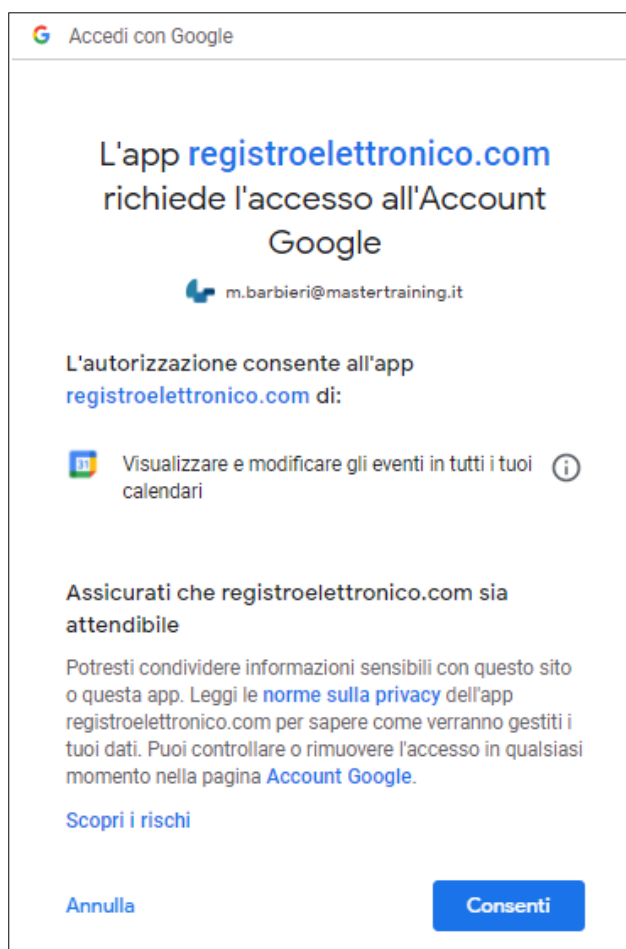 Accedi con Google
L'app registroelettronico.com
richiede l'accesso all'Account
Google
m.barbieri@mastertraining.it
L'autorizzazione consente all'app
registroelettronico.com di:
31 Visualizzare e modificare gli eventi in tutti i tuoi
calendari
Assicurati che registroelettronico.com sia
attendibile
Potresti condividere informazioni sensibili con questo sito
o questa app. Leggi le norme sulla privacy dell'app
registroelettronico.com per sapere come verranno gestiti i
tuoi dati. Puoi controllare o rimuovere l'accesso in qualsiasi
momento nella pagina Account Google.
Scopri i rischi
Annulla Consenti